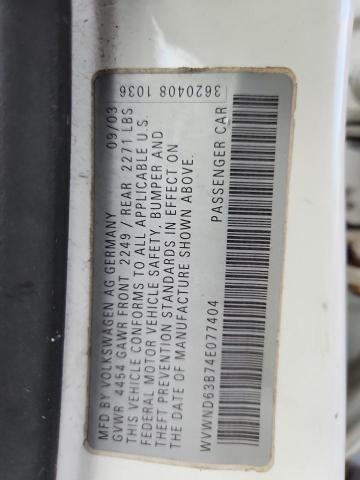 MFD BY VOLKSWAGEN AG GERMANY 09/03
GVWR 4454 GAWR FRONT 2249 / REAR 2271 LBS
THIS VEHICLE CONFORMS TO ALL APPLICABLE U.S.
FEDERAL MOTOR VEHICLE SAFETY, BUMPER AND
THEFT PREVENTION STANDARDS IN EFFECT ON
THE DATE OF MANUFACTURE SHOWN ABOVE.
WVWND63B74E077404 PASSENGER CAR
3620408 1036